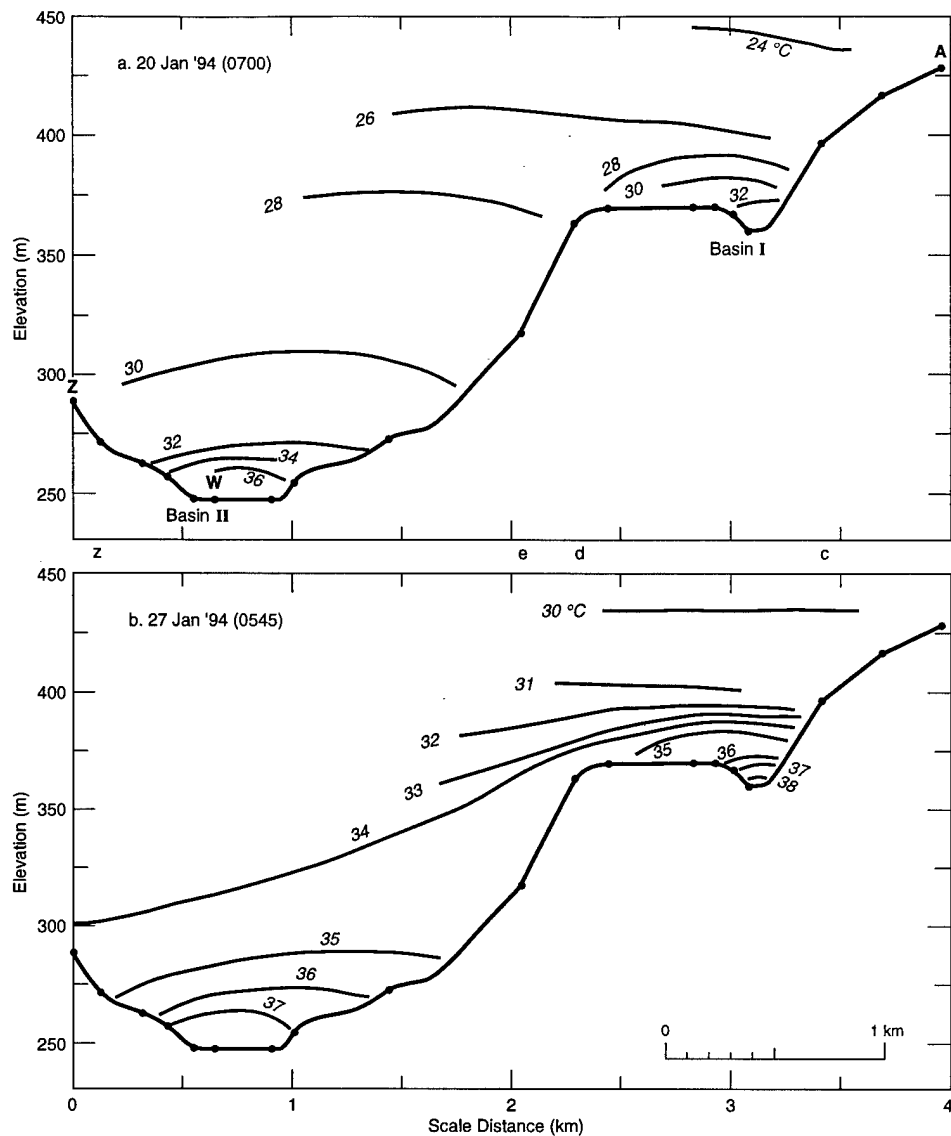 450
24 °C
a. 20 Jan '94 (0700)
A
400
26
28
30
32
28
350
Basin I
Elevation (m)
300
30
Z
32
34
W
36
250
Basin II
z
e
d
c
450
30 °C
b. 27 Jan '94 (0545)
31
400
32
35
36
37
38
33
350
34
Elevation (m)
300
35
36
37
0
1 km
250
0
1
2
3
4
Scale Distance (km)